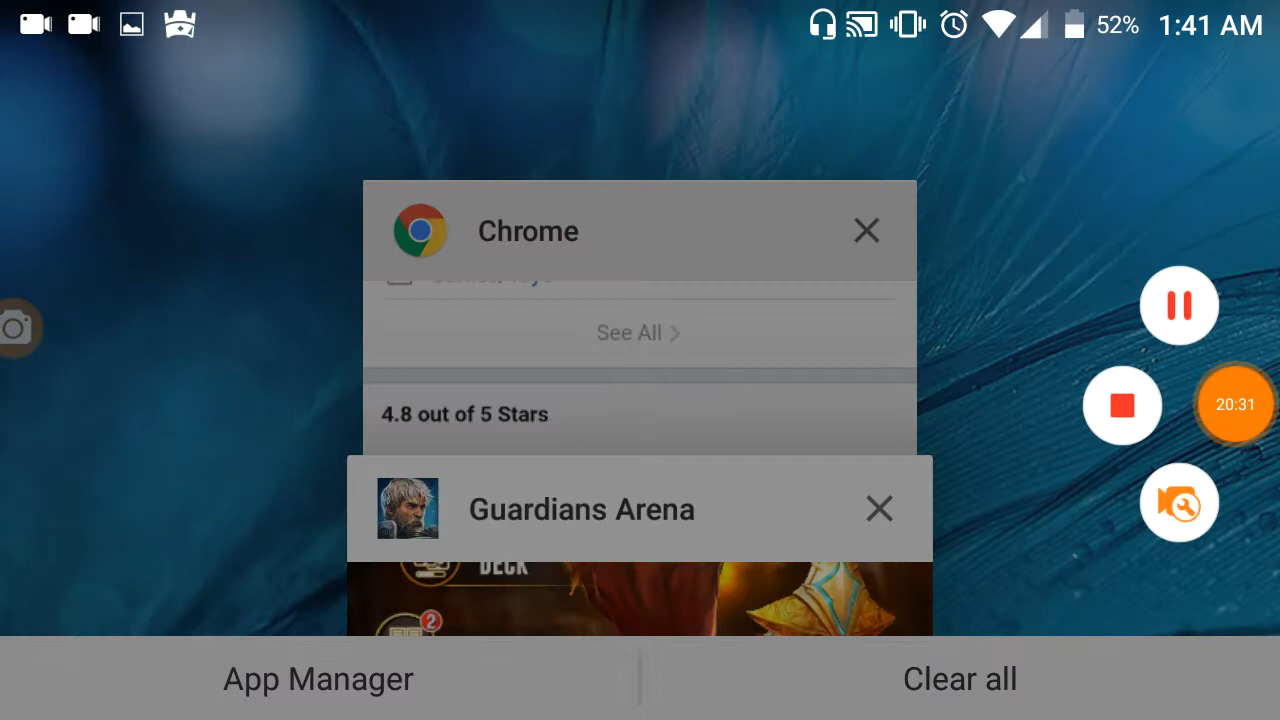 52% 1:41 AM
Chrome
See All
4.8 out of 5 Stars
20:31
Guardians Arena
DECK
2
App Manager
Clear all